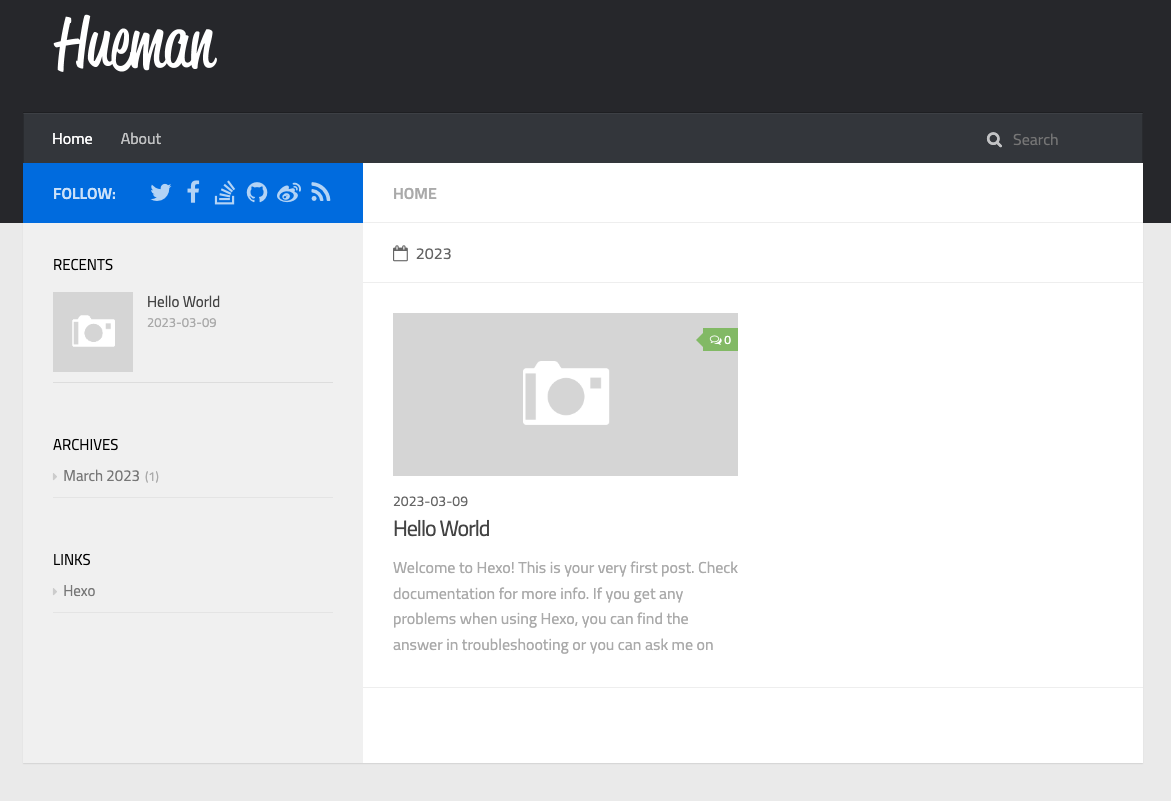 Hueman
Home About Search
FOLLOW:
HOME
2023
RECENTS
Hello World
2023-03-09
ARCHIVES
March 2023 (1)
LINKS
Hexo
0
2023-03-09
Hello World
Welcome to Hexo! This is your very first post. Check
documentation for more info. If you get any
problems when using Hexo, you can find the
answer in troubleshooting or you can ask me on